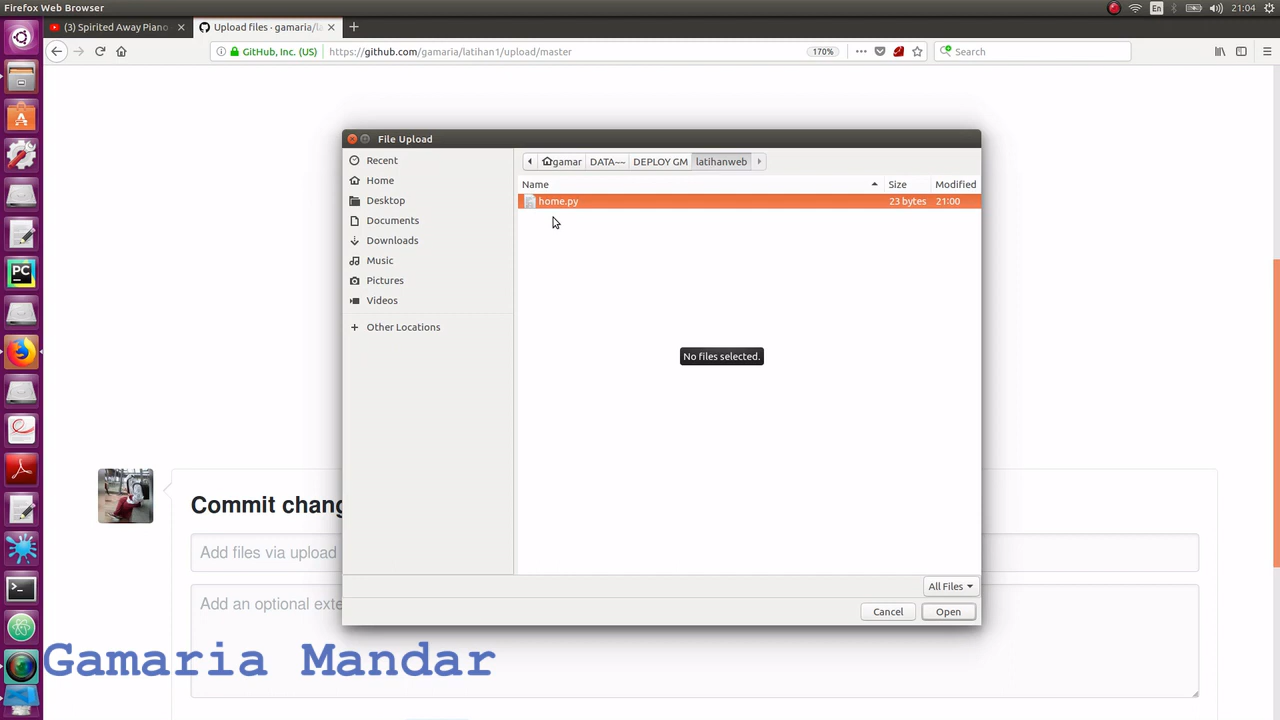 Firefox Web Browser
En
21:04
(3) Spirited Away Piano
Upload files · gamaria/la
GitHub, Inc. (US)
https://github.com/gamaria/latihan1/upload/master
170%
Search
File Upload
Recent
Home
Desktop
Documents
Downloads
Music
Pictures
Videos
Other Locations
gamar
DATA~~
DEPLOY GM
latihanweb
Name
Size
Modified
home.py
23 bytes
21:00
No files selected.
All Files
Cancel
Open
PC
Commit chang
Add files via upload
Add an optional exte
Gamaria Mandar